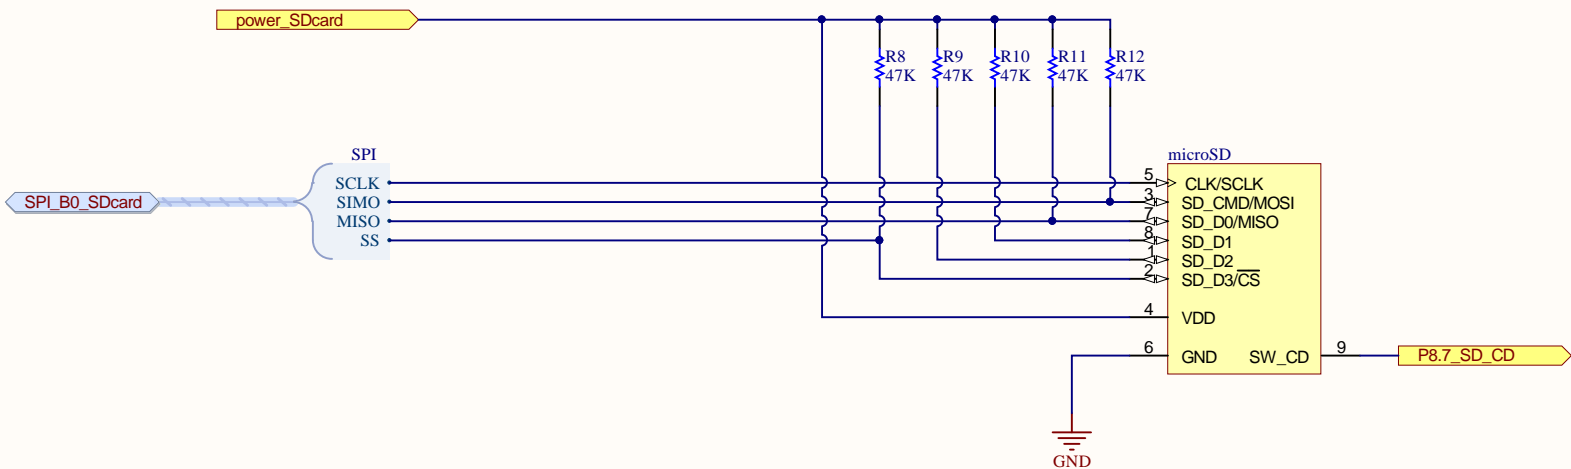 power_SDcard
R8 R9 R10 R11 R12
47K 47K 47K 47K 47K
SPI
microSD
SCLK
SIMO
MISO
SS
SPI_B0_SDcard
5 CLK/SCLK
3 SD_CMD/MOSI
7 SD_D0/MISO
8 SD_D1
1 SD_D2
2 SD_D3/CS
4 VDD
6 GND SW_CD 9
P8.7_SD_CD
GND